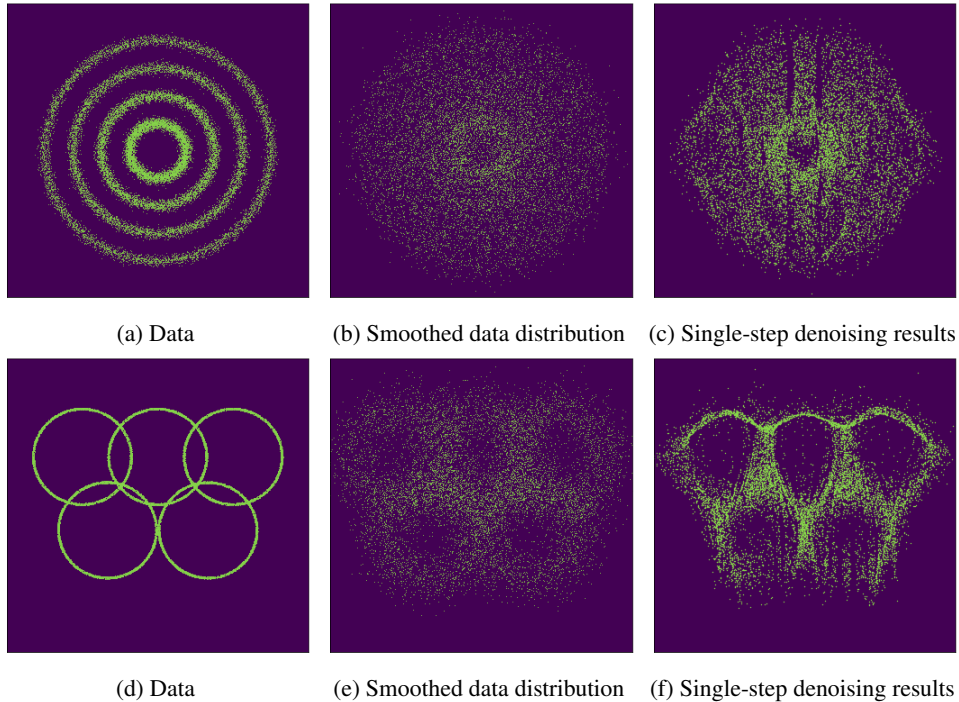 (a) Data
(b) Smoothed data distribution
(c) Single-step denoising results
(d) Data
(e) Smoothed data distribution
(f) Single-step denoising results